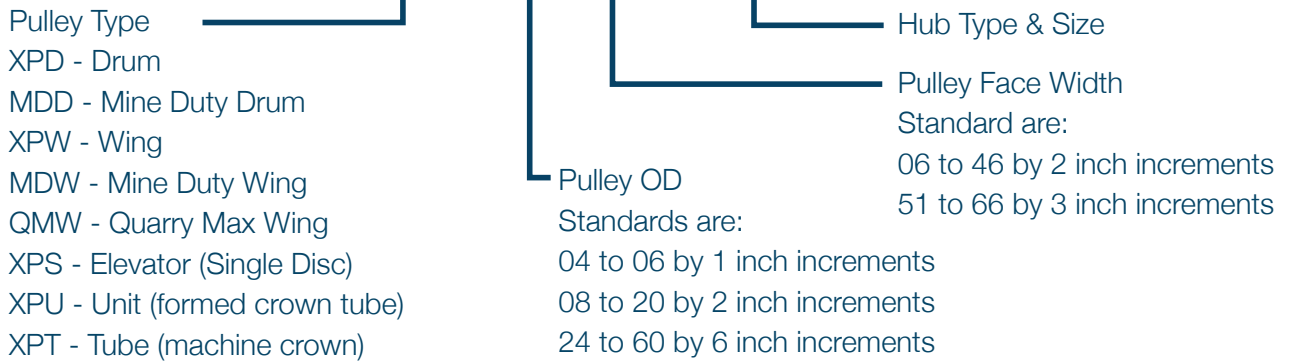 Pulley Type
XPD - Drum
MDD - Mine Duty Drum
XPW - Wing
MDW - Mine Duty Wing
QMW - Quarry Max Wing
XPS - Elevator (Single Disc)
XPU - Unit (formed crown tube)
XPT - Tube (machine crown)
Pulley OD
Standards are:
04 to 06 by 1 inch increments
08 to 20 by 2 inch increments
24 to 60 by 6 inch increments
Hub Type & Size
Pulley Face Width
Standard are:
06 to 46 by 2 inch increments
51 to 66 by 3 inch increments